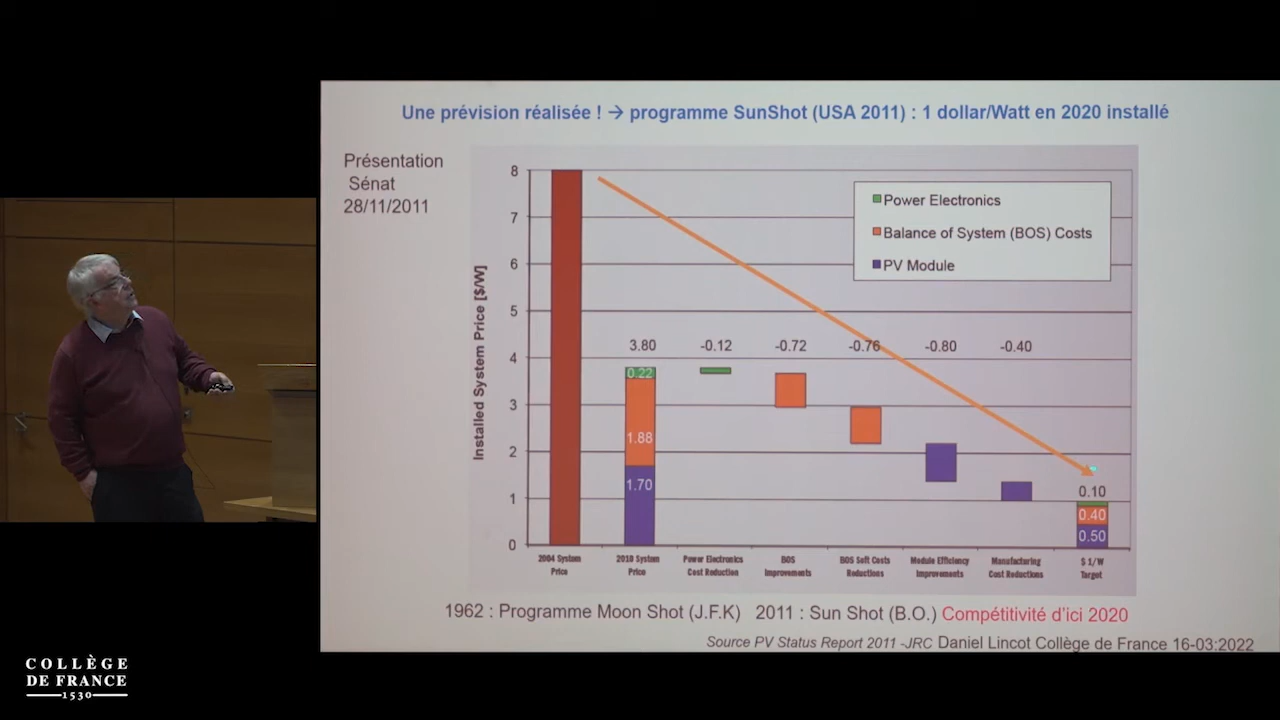 Une prévision réalisée ! → programme SunShot (USA 2011) : 1 dollar/Watt en 2020 installé
Présentation
Sénat
28/11/2011
Installed System Price [$/W]
8
7
6
5
4
3
2
1
0
Power Electronics
Balance of System (BOS) Costs
PV Module
3.80
-0.12
-0.72
-0.76
-0.80
-0.40
0.22
1.88
1.70
0.10
0.40
0.50
2004 System
Price
2010 System
Price
Power Electronics
Cost Reduction
BOS
Improvements
BOS Soft Costs
Reductions
Module Efficiency
Improvements
Manufacturing
Cost Reductions
$ 1/W
Target
1962 : Programme Moon Shot (J.F.K) 2011 : Sun Shot (B.O.) Compétitivité d'ici 2020
Source PV Status Report 2011 -JRC Daniel Lincot Collège de France 16-03:2022
COLLÈGE
DE FRANCE
1530